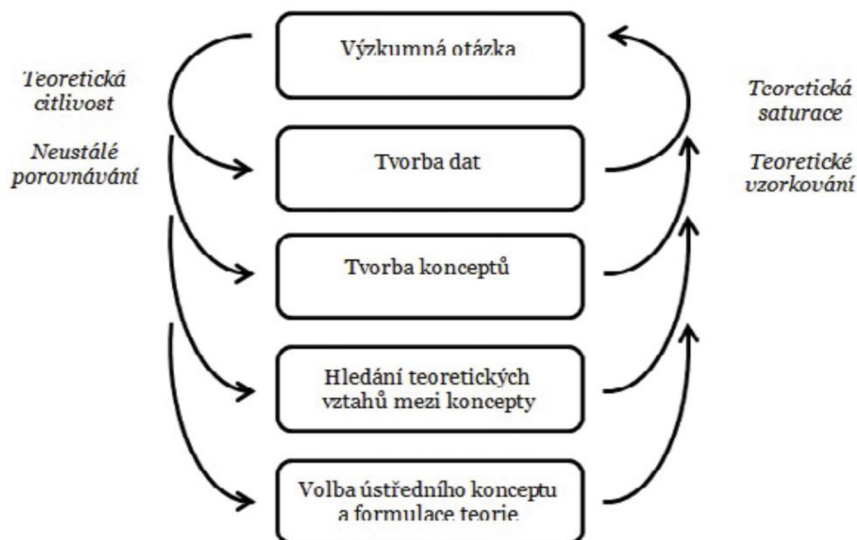 Výzkumná otázka
Teoretická
citlivost
Neustálé
porovnávání
Tvorba dat
Tvorba konceptů
Hledání teoretických
vztahů mezi koncepty
Volba ústředního konceptu
a formulace teorie
Teoretická
saturace
Teoretické
vzorkování